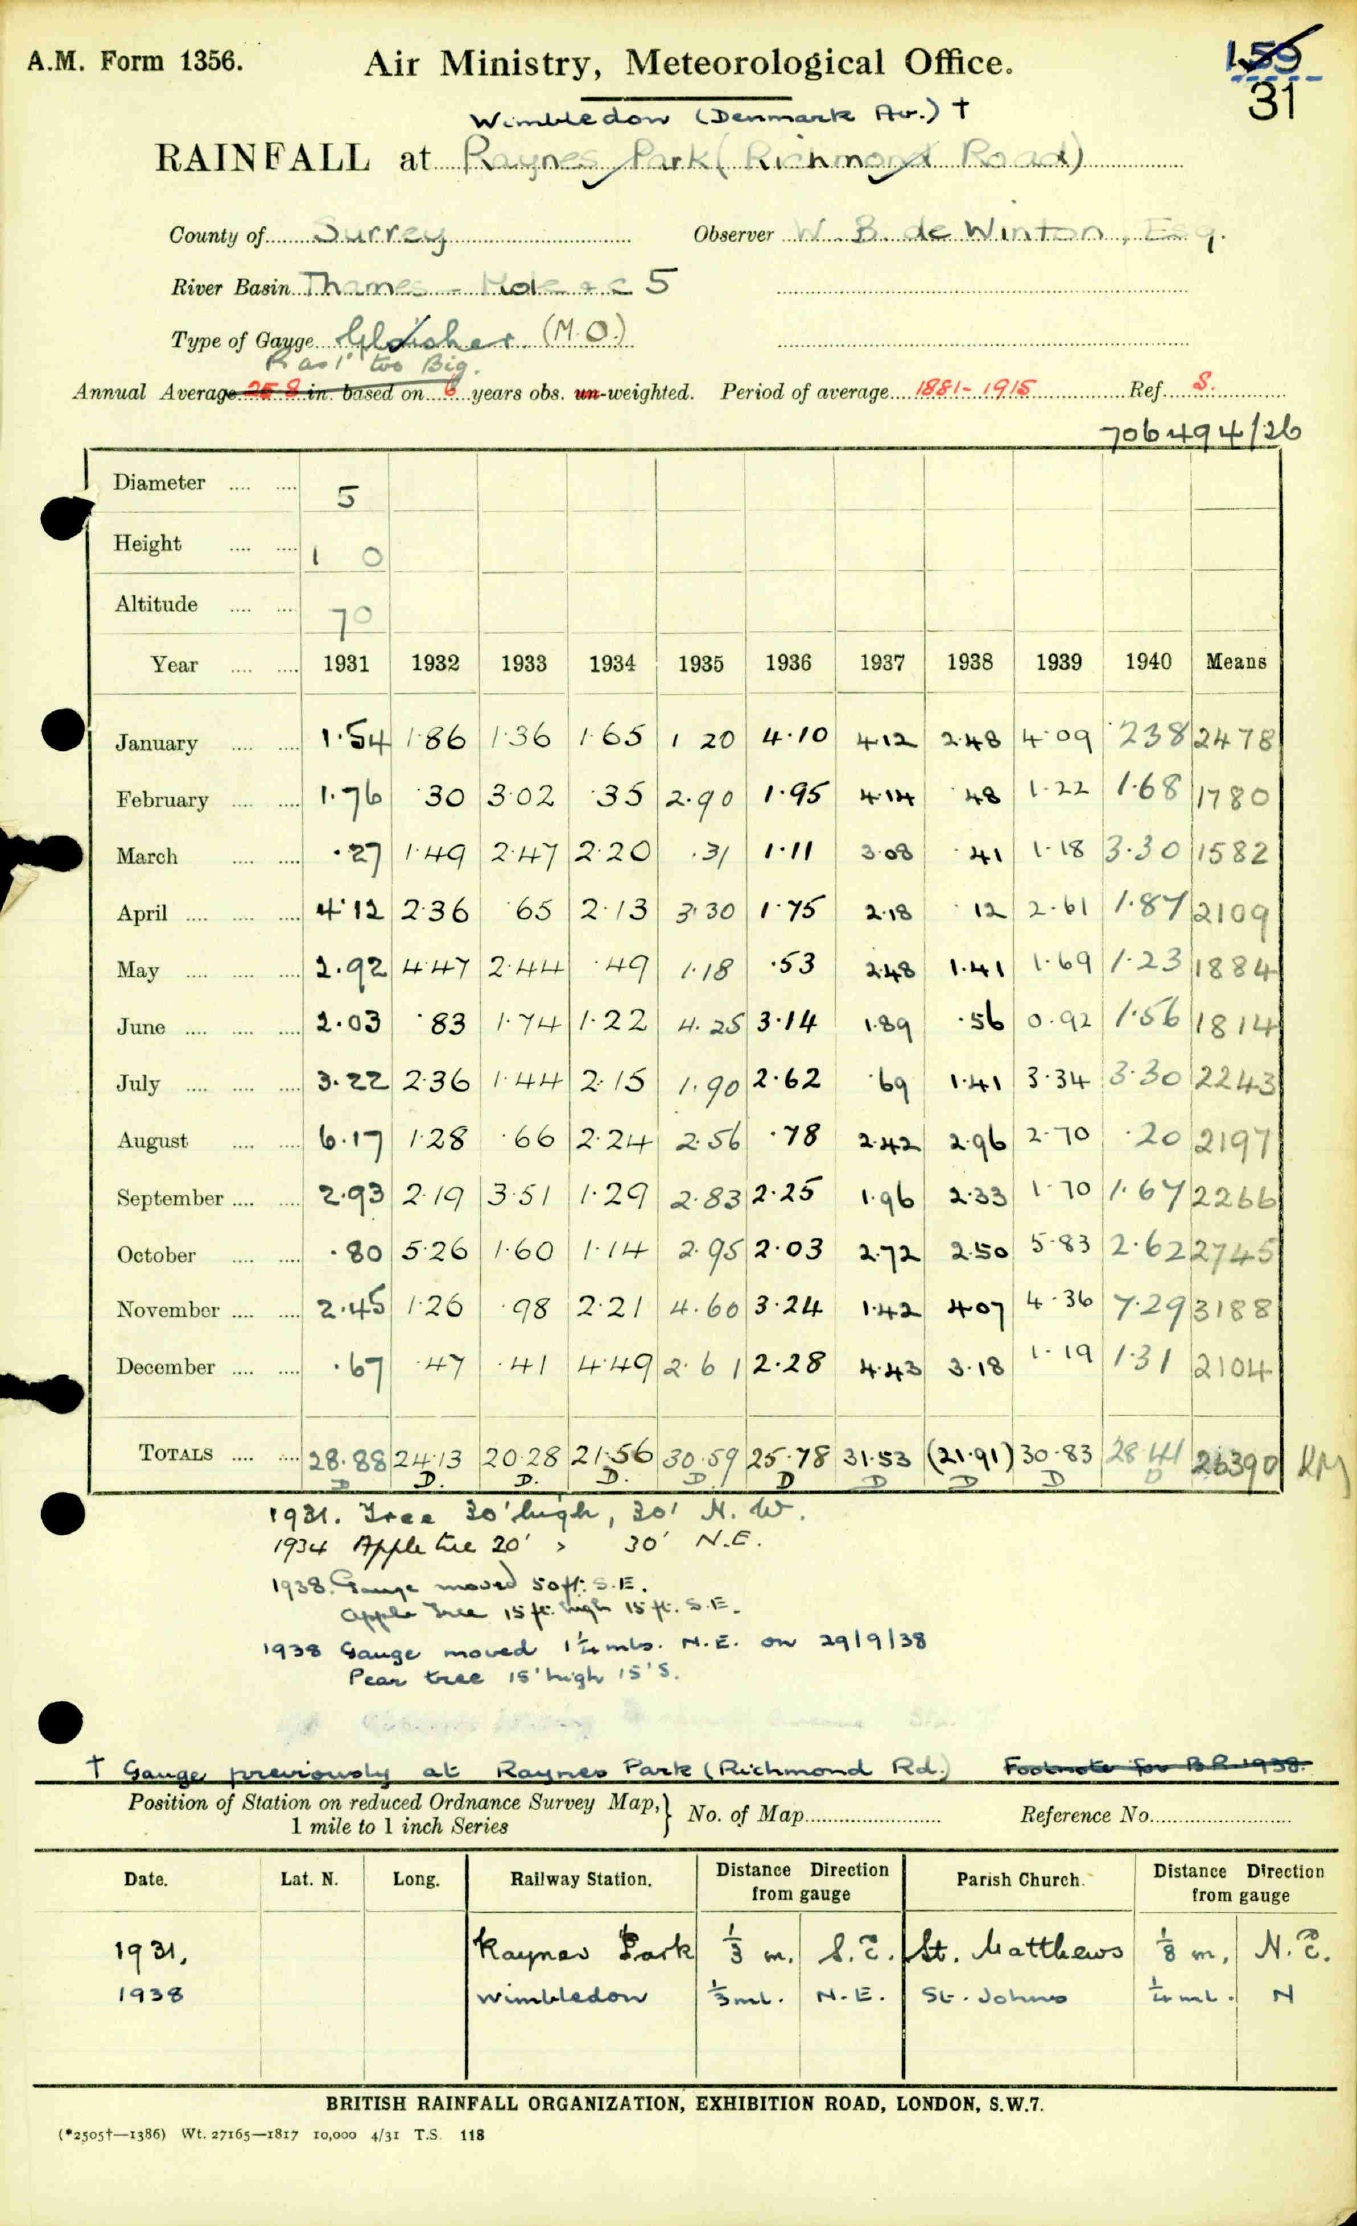 A.M. Form 1356.
Air Ministry, Meteorological Office.
159
31
Wimbledon (Denmark Av.) †
RAINFALL at Raynes Park (Richmond Road)
County of Surrey
Observer W. B. de Winton, Esq.
River Basin Thames - Mole &c 5
Type of Gauge Glaisher (M.O.)
too Big.
Annual Average 25.8 in. based on 6 years obs. un-weighted. Period of average 1881-1915 Ref. S.
706494/26
Diameter 5
Height 1 0
Altitude 70
Year 1931 1932 1933 1934 1935 1936 1937 1938 1939 1940 Means
January 1.54 1.86 1.36 1.65 1 20 4.10 4.12 2.48 4.09 2.38 2478
February 1.76 .30 3.02 .35 2.90 1.95 4.14 .48 1.22 1.68 1780
March .27 1.49 2.47 2.20 .31 1.11 3.08 .41 1.18 3.30 1582
April 4.12 2.36 .65 2.13 3.30 1.75 2.18 .12 2.61 1.87 2109
May 2.92 4.47 2.44 .49 1.18 .53 2.48 1.41 1.69 1.23 1884
June 2.03 .83 1.74 1.22 4.25 3.14 1.89 .56 0.92 1.56 1814
July 3.22 2.36 1.44 2.15 1.90 2.62 .69 1.41 3.34 3.30 2243
August 6.17 1.28 .66 2.24 2.56 .78 2.42 2.96 2.70 .20 2197
September 2.93 2.19 3.51 1.29 2.83 2.25 1.96 2.33 1.70 1.67 2266
October .80 5.26 1.60 1.14 2.95 2.03 2.72 2.50 5.83 2.62 2745
November 2.45 1.26 .98 2.21 4.60 3.24 1.42 4.07 4.36 7.29 3188
December .67 .47 .41 4.49 2.61 2.28 4.43 3.18 1.19 1.31 2104
TOTALS 28.88 24.13 20.28 21.56 30.59 25.78 31.53 (21.91) 30.83 28.41 26390
D D. D. D. D D D D D D
1931. Tree 30' high, 30' N.W.
1934 Apple tree 20' , 30' N.E.
1938. Gauge moved 50ft. S.E.
Apple Tree 15ft. high 15ft. S.E.
1938 Gauge moved 1¼ mls. N.E. on 29/9/38
Pear tree 15' high 15' S.
† Gauge previously at Raynes Park (Richmond Rd.) Footnote for B.R. 1938.
Position of Station on reduced Ordnance Survey Map, 1 mile to 1 inch Series } No. of Map Reference No.
Date. Lat. N. Long. Railway Station. Distance Direction from gauge Parish Church. Distance Direction from gauge
1931. Raynes Park ⅓ m. S.E. St. Matthews ⅛ m. N.E.
1938 Wimbledon ⅓ ml. N.E. St. Johns ¼ ml. N
BRITISH RAINFALL ORGANIZATION, EXHIBITION ROAD, LONDON, S.W.7.
(*2505†—1386) Wt. 27165—1817 10,000 4/31 T.S. 118